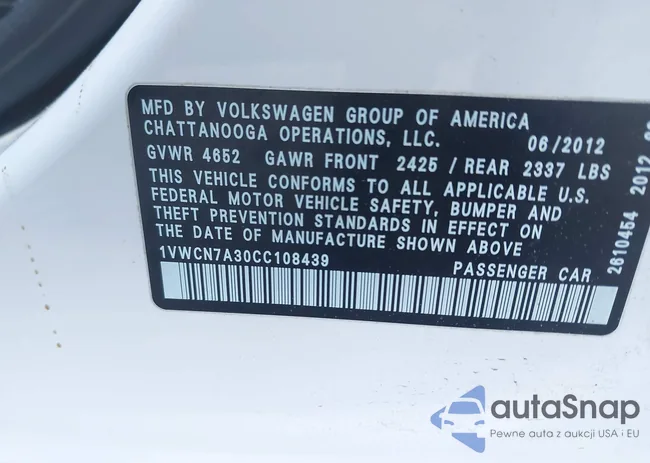 MFD BY VOLKSWAGEN GROUP OF AMERICA
CHATTANOOGA OPERATIONS, LLC. 06/2012
GVWR 4652 GAWR FRONT 2425 / REAR 2337 LBS
THIS VEHICLE CONFORMS TO ALL APPLICABLE U.S.
FEDERAL MOTOR VEHICLE SAFETY, BUMPER AND
THEFT PREVENTION STANDARDS IN EFFECT ON
THE DATE OF MANUFACTURE SHOWN ABOVE
1VWCN7A30CC108439 PASSENGER CAR
2610454 2012
autaSnap
Pewne auta z aukcji USA i EU